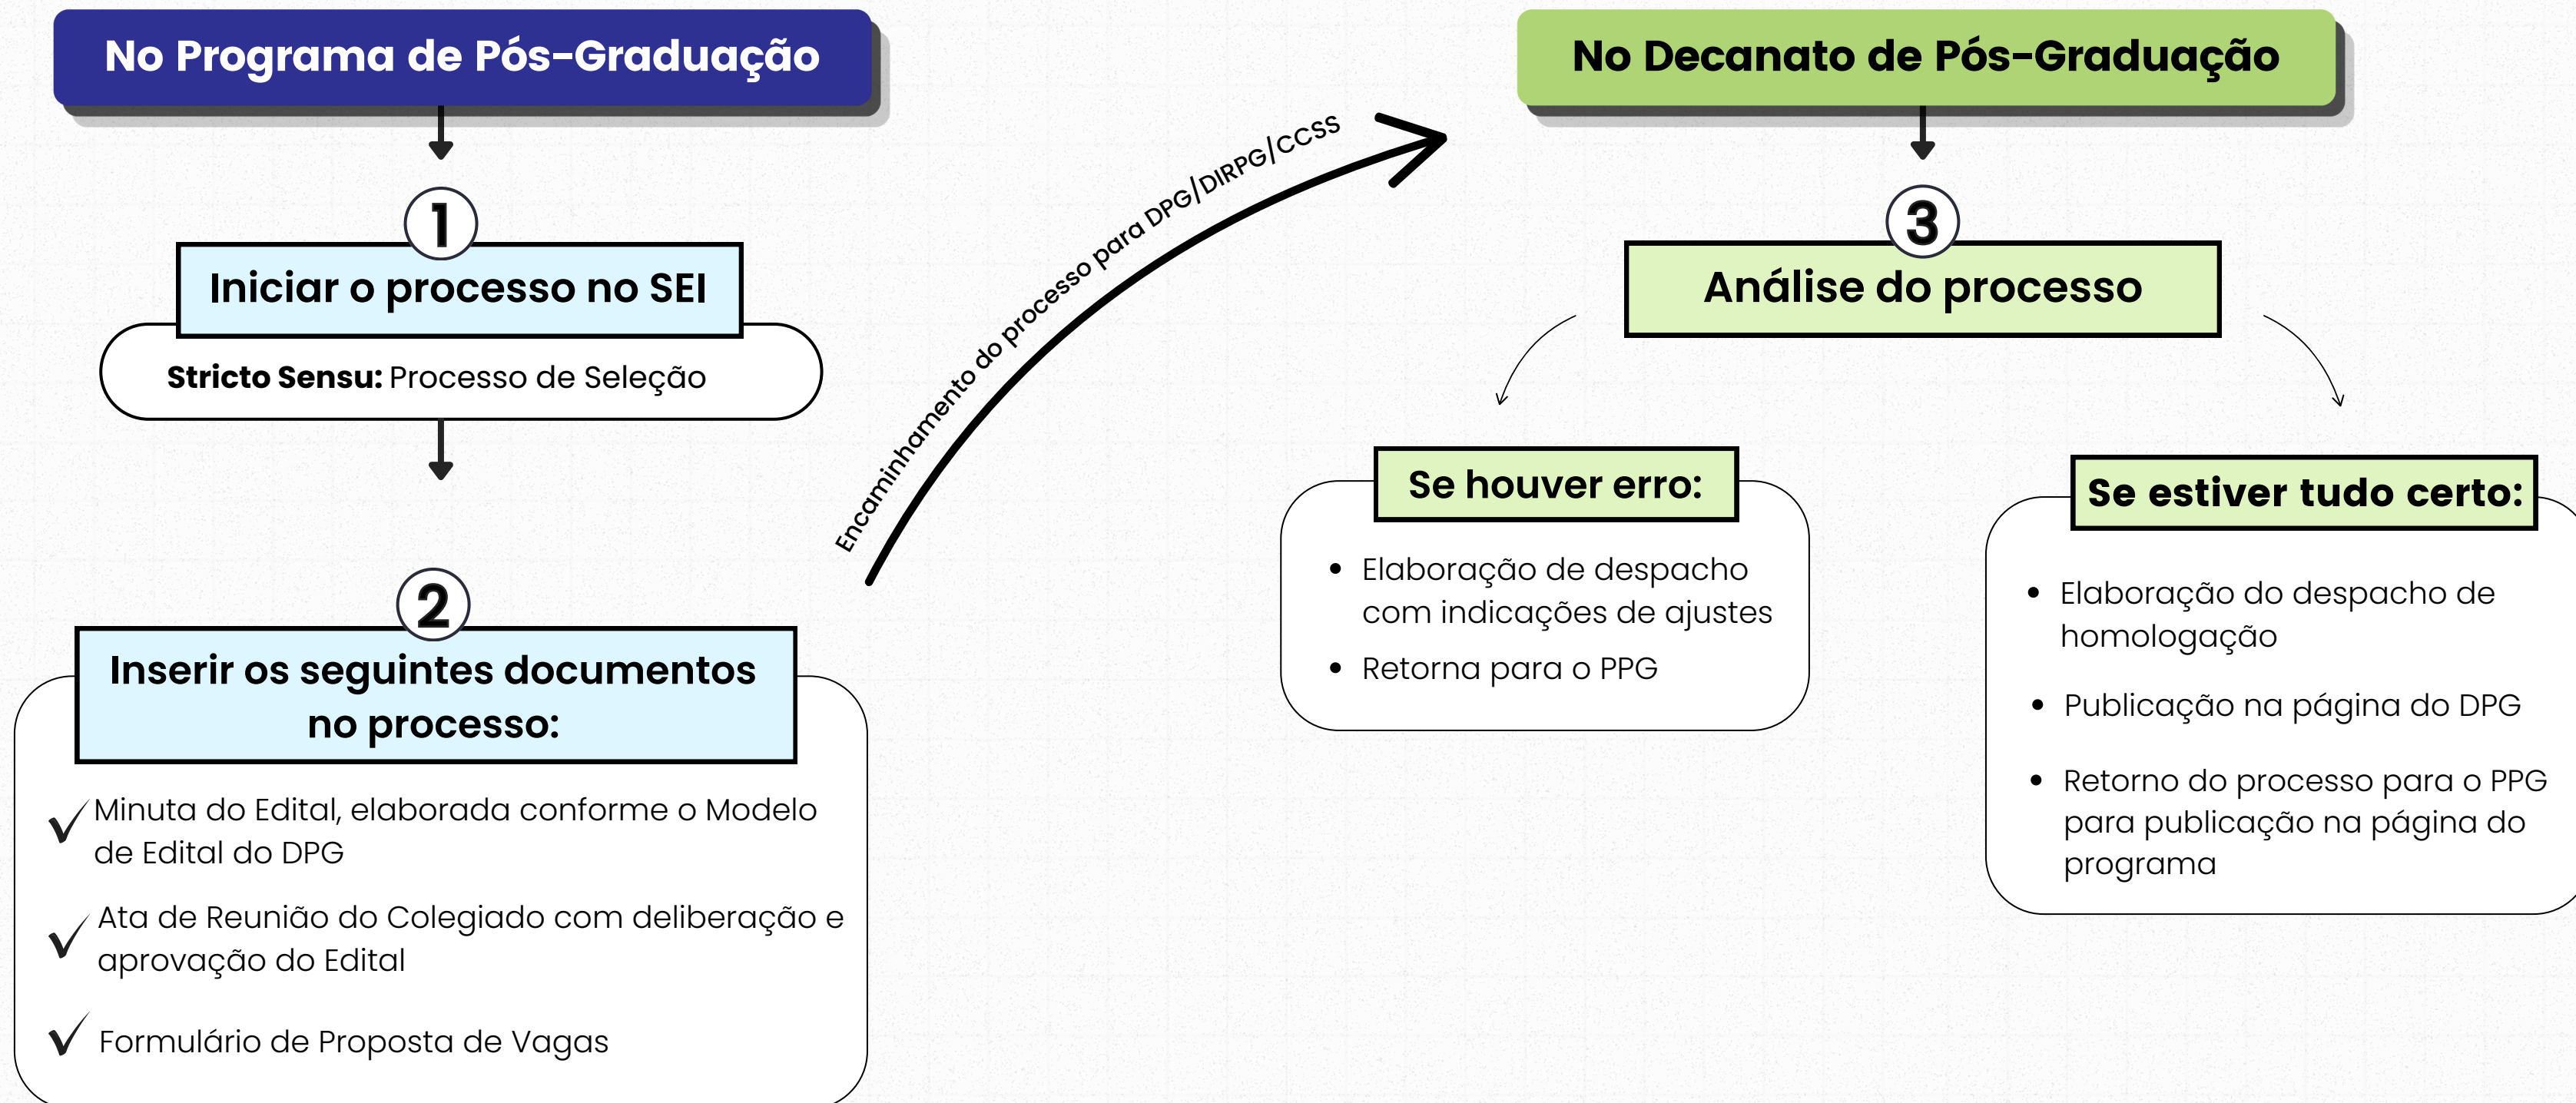 No Programa de Pós-Graduação
1
Iniciar o processo no SEI
Stricto Sensu: Processo de Seleção
2
Inserir os seguintes documentos
no processo:
Minuta do Edital, elaborada conforme o Modelo
de Edital do DPG
Ata de Reunião do Colegiado com deliberação e
aprovação do Edital
Formulário de Proposta de Vagas
Encaminhamento do processo para DPG/DIRPG/CCSS
No Decanato de Pós-Graduação
3
Análise do processo
Se houver erro:
• Elaboração de despacho
com indicações de ajustes
• Retorna para o PPG
Se estiver tudo certo:
• Elaboração do despacho de
homologação
• Publicação na página do DPG
• Retorno do processo para o PPG
para publicação na página do
programa